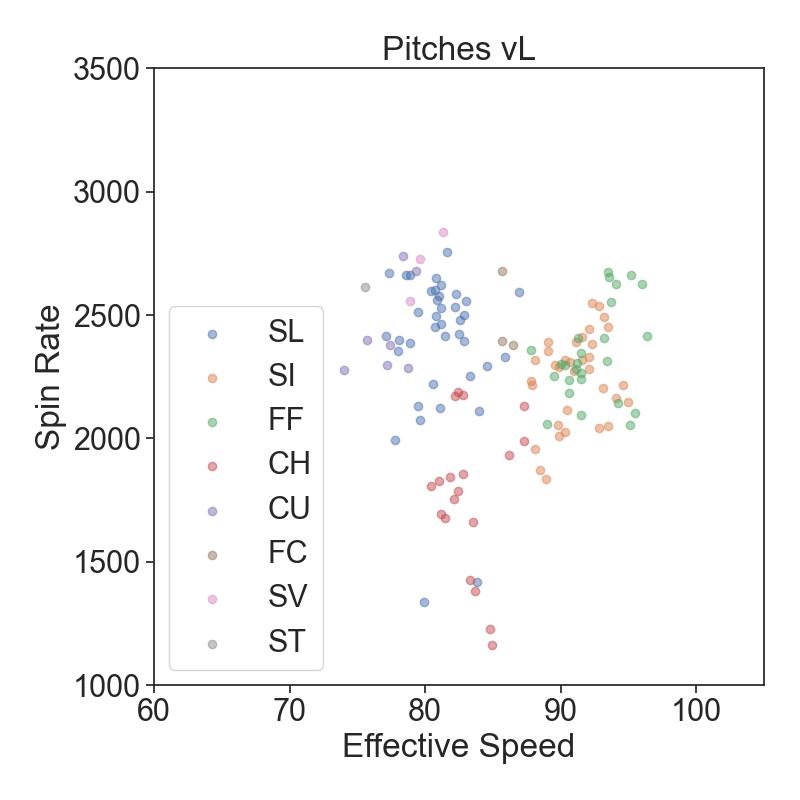 Pitches vL
3500
3000
2500
2000
1500
1000
Spin Rate
SL
SI
FF
CH
CU
FC
SV
ST
60 70 80 90 100
Effective Speed